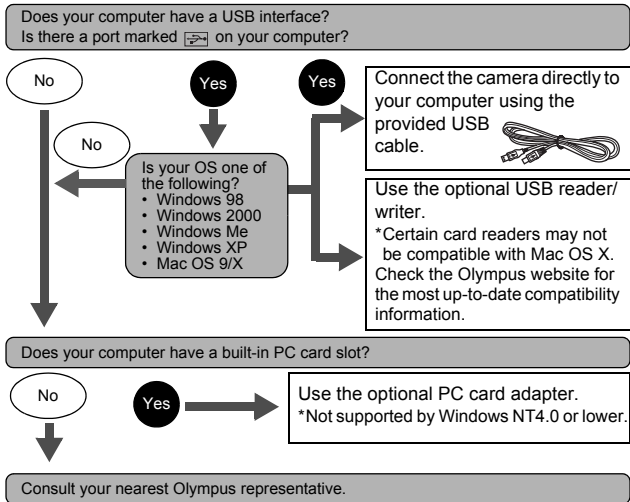 Does your computer have a USB interface?
Is there a port marked on your computer?
No
Yes
Yes
Connect the camera directly to
your computer using the
provided USB
cable.
No
Is your OS one of
the following?
• Windows 98
• Windows 2000
• Windows Me
• Windows XP
• Mac OS 9/X
Use the optional USB reader/
writer.
*Certain card readers may not
be compatible with Mac OS X.
Check the Olympus website for
the most up-to-date compatibility
information.
Does your computer have a built-in PC card slot?
No
Yes
Use the optional PC card adapter.
*Not supported by Windows NT4.0 or lower.
Consult your nearest Olympus representative.